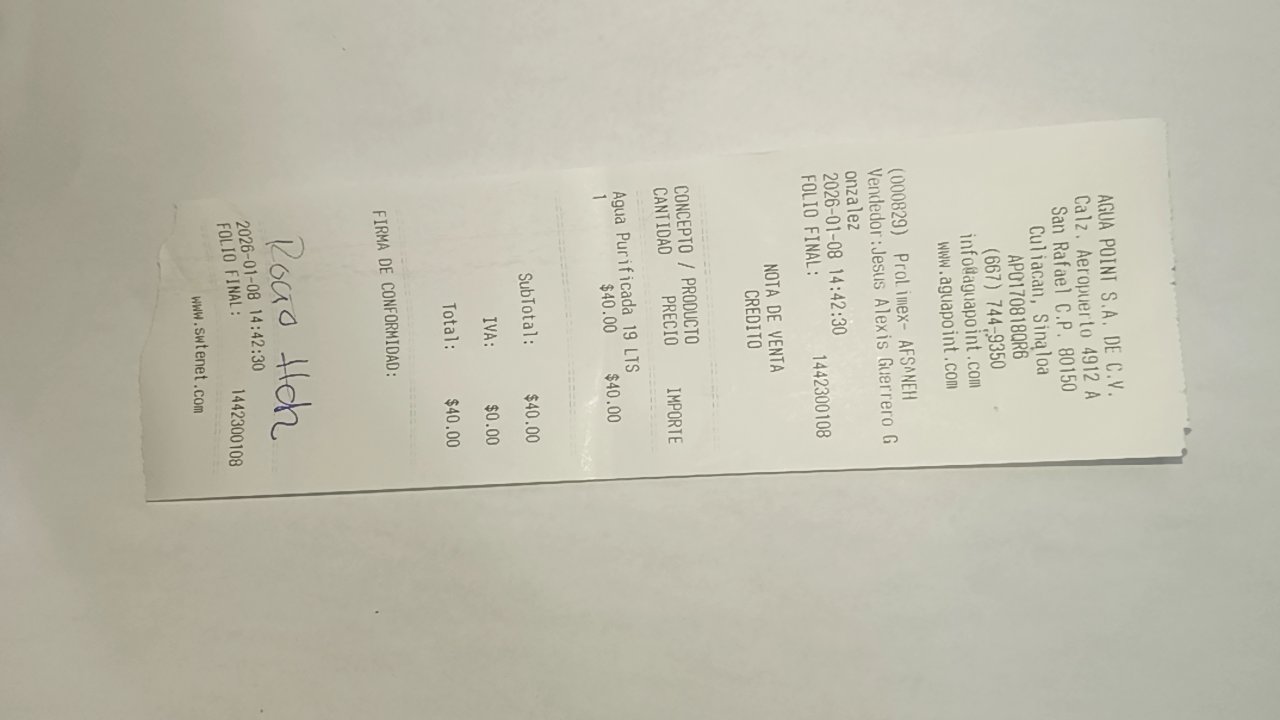 AGUA POINT S.A. DE C.V.
Calz. Aeropuerto 4912 A
San Rafael C.P. 80150
Culiacan, Sinaloa
APO170818QR6
(667) 744-9350
info@aguapoint.com
www.aguapoint.com
(000829) ProLimex- AFSANEH
Vendedor:Jesus Alexis Guerrero G
onzalez
2026-01-08 14:42:30
FOLIO FINAL: 1442300108
NOTA DE VENTA
CREDITO
CONCEPTO / PRODUCTO
CANTIDAD PRECIO IMPORTE
Agua Purificada 19 LTS
1 $40.00 $40.00
SubTotal: $40.00
IVA: $0.00
Total: $40.00
FIRMA DE CONFORMIDAD:
2026-01-08 14:42:30
FOLIO FINAL: 1442300108
www.swtenet.com